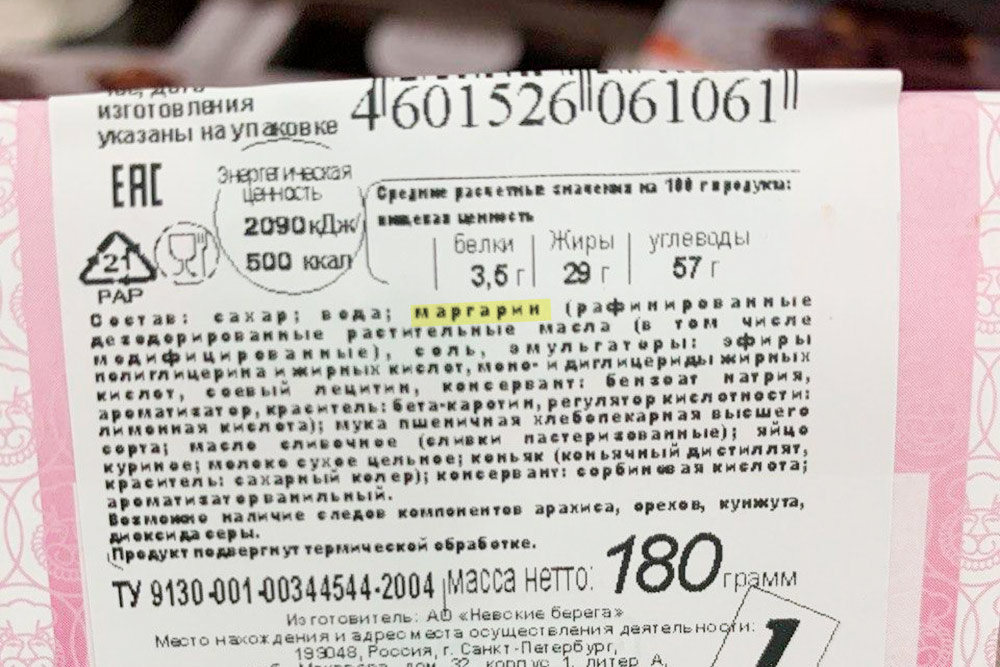 изготовления
указаны на упаковке
4 601526 061061
ЕАС
Энергетическая
ценность
2090 кДж/
500 ккал
Средние расчетные значения на 100 г продукта:
пищевая ценность
белки Жиры углеводы
3,5 г 29 г 57 г
21
PAP
Состав: сахар; вода; маргарин (рафинированные
дезодорированные растительные масла (в том числе
модифицированные), соль, эмульгаторы: эфиры
полиглицерина и жирных кислот, моно- и диглицериды жирных
кислот, соевый лецитин, консервант: бензоат натрия,
ароматизатор, краситель: бета-каротин, регулятор кислотности:
лимонная кислота); мука пшеничная хлебопекарная высшего
сорта; масло сливочное (сливки пастеризованные); яйцо
куриное; молоко сухое цельное; коньяк (коньячный дистиллят,
краситель: сахарный колер); консервант: сорбиновая кислота;
ароматизатор ванильный.
Возможно наличие следов компонентов арахиса, орехов, кунжута,
диоксида серы.
Продукт подвергнут термической обработке.
ТУ 9130-001-00344544-2004 Масса нетто: 180 грамм
Изготовитель: АО «Невские берега»
Место нахождения и адрес места осуществления деятельности:
199048, Россия, г. Санкт-Петербург,
дом 32, корпус 1, литер А,